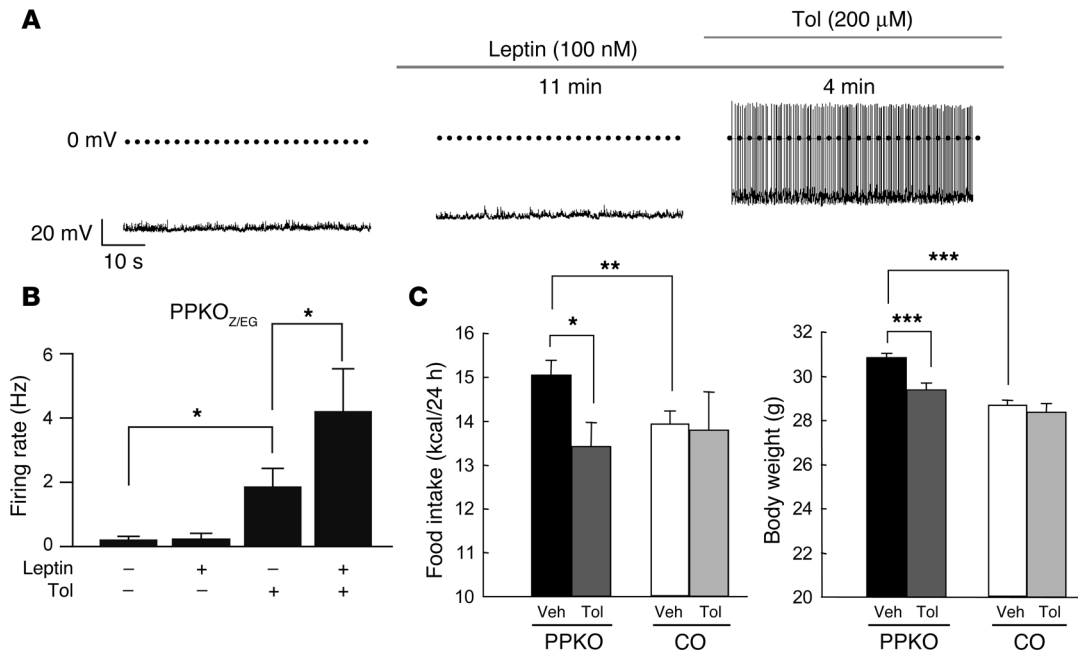 A
Tol (200 μM)
Leptin (100 nM)
11 min
4 min
0 mV
20 mV
10 s
B
PPKO Z/EG
*
*
6
4
2
0
Firing rate (Hz)
Leptin – + – +
Tol – – + +
C
**
*
16
15
14
13
12
11
10
Food intake (kcal/24 h)
Veh Tol Veh Tol
PPKO CO
***
***
32
30
28
26
24
22
20
Body weight (g)
Veh Tol Veh Tol
PPKO CO